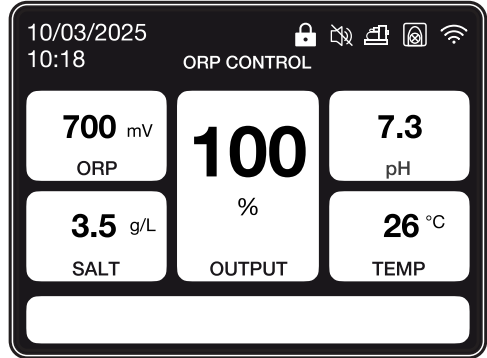 10/03/2025
10:18
ORP CONTROL
700 mV
ORP
100
%
OUTPUT
7.3
pH
3.5 g/L
SALT
26 °C
TEMP